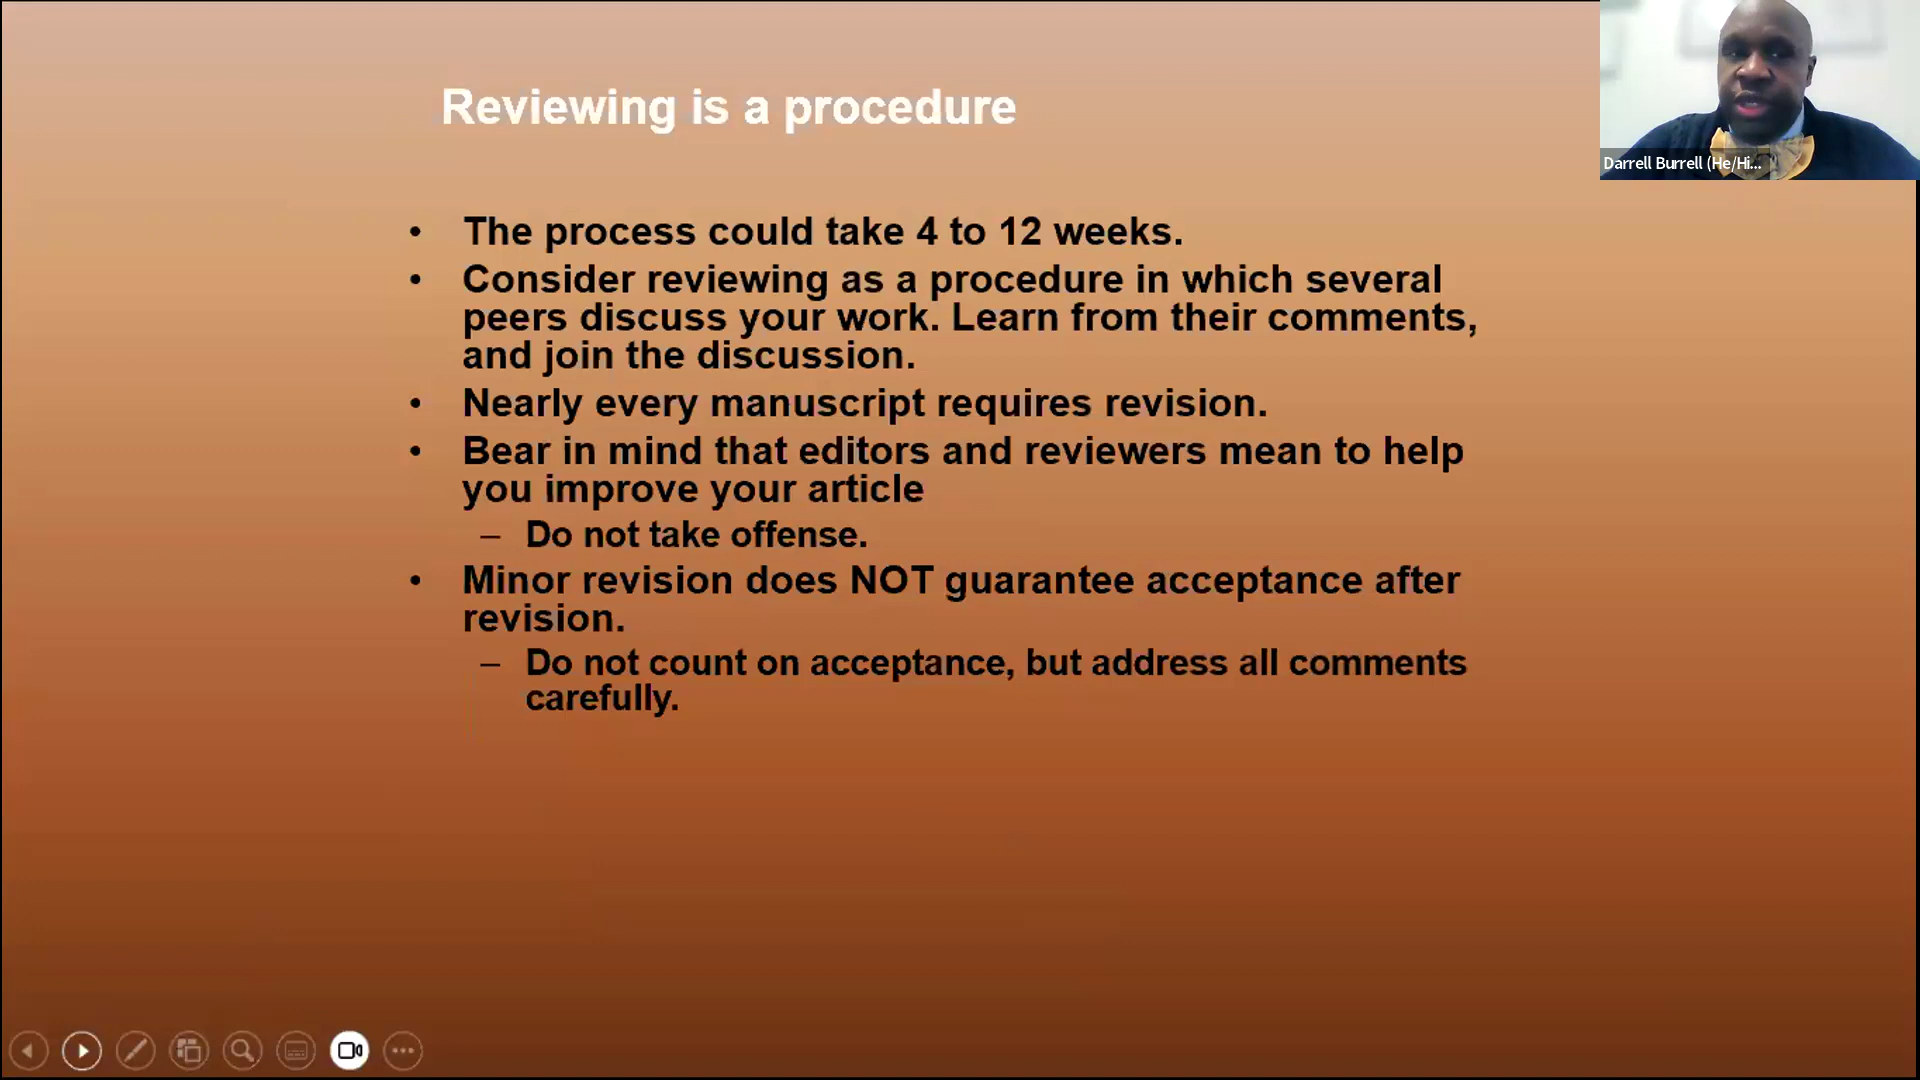 Reviewing is a procedure
Darrell Burrell (He/Hi...
• The process could take 4 to 12 weeks.
• Consider reviewing as a procedure in which several
peers discuss your work. Learn from their comments,
and join the discussion.
• Nearly every manuscript requires revision.
• Bear in mind that editors and reviewers mean to help
you improve your article
– Do not take offense.
• Minor revision does NOT guarantee acceptance after
revision.
– Do not count on acceptance, but address all comments
carefully.